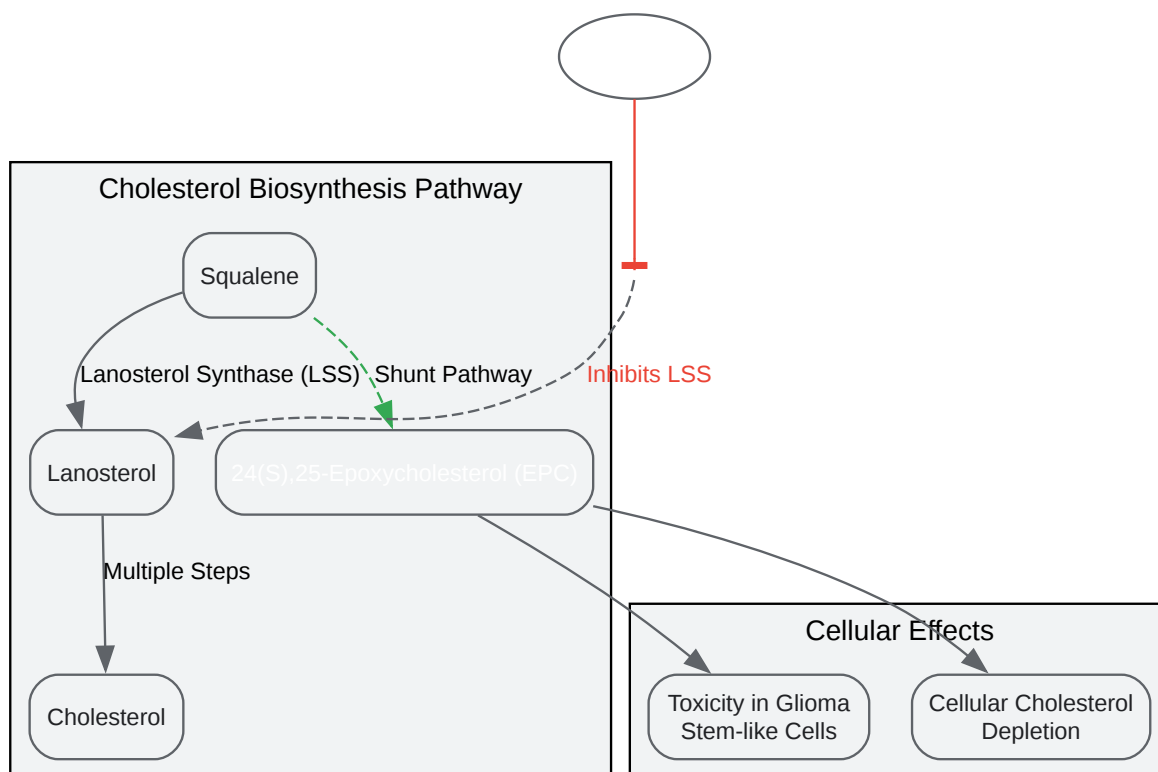 Cholesterol Biosynthesis Pathway
Squalene
Lanosterol Synthase (LSS)
Shunt Pathway
Inhibits LSS
Lanosterol
24(S),25-Epoxycholesterol (EPC)
Multiple Steps
Cellular Effects
Cholesterol
Toxicity in Glioma
Stem-like Cells
Cellular Cholesterol
Depletion